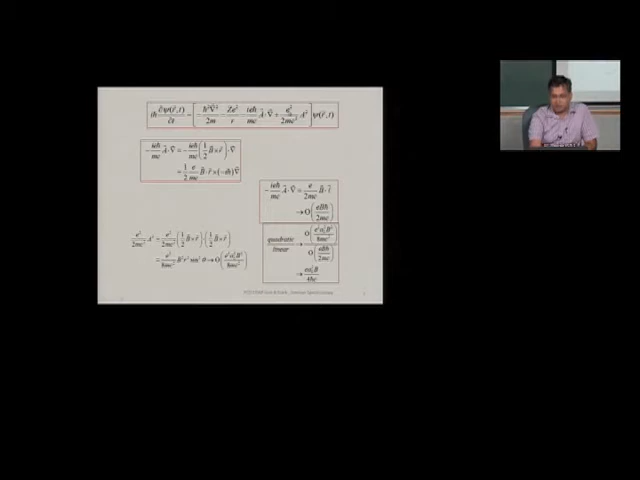 iħ ∂ψ(r⃗,t)/∂t = [ −ħ²∇⃗²/2m − Ze²/r − ieħ/mc A⃗·∇⃗ + e²/2mc² A² ] ψ(r⃗,t)
−ieħ/mc A⃗·∇⃗ = −ieħ/mc (1/2 B⃗×r⃗)·∇⃗
= 1/2 e/mc B⃗·r⃗×(−iħ)∇⃗
−ieħ/mc A⃗·∇⃗ = e/2mc B⃗·
→ O(eBħ/2mc)
e²/2mc² A² = e²/2mc² (1/2 B⃗×r⃗)·(1/2 B⃗×r⃗)
= e²/8mc² B²r² sin²θ → O(e²a₀²B²/8mc²)
quadratic/linear → O(e²a₀²B²/8mc²)/O(eBħ/2mc)
→ ea₀²B/4ħc